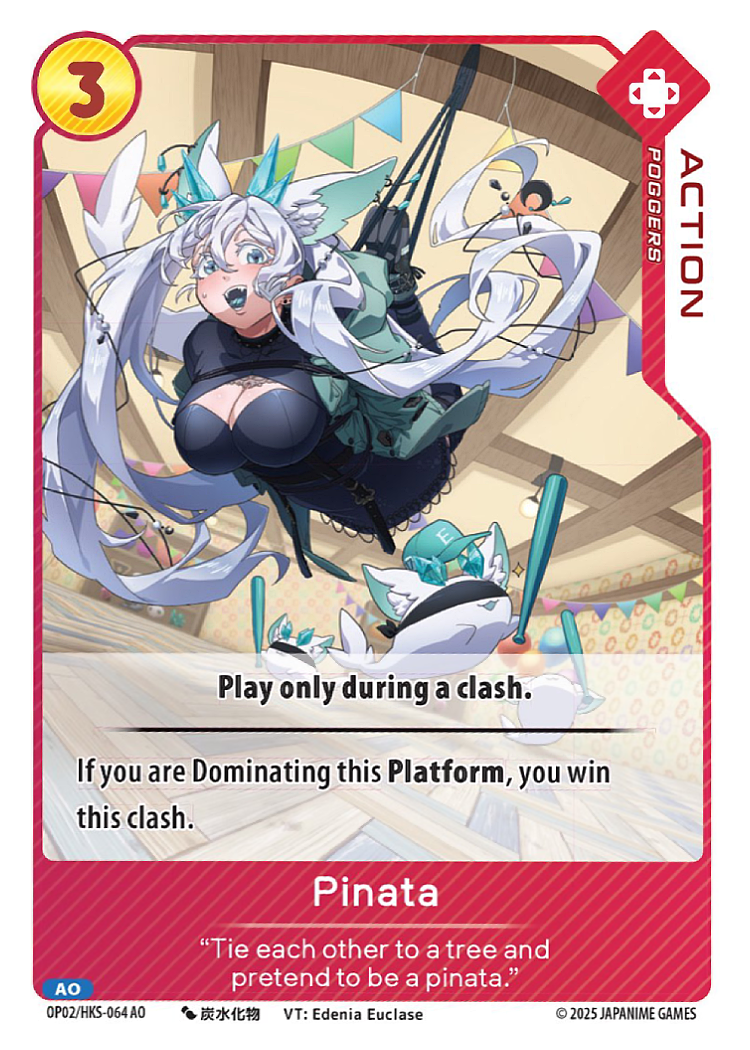 3
ACTION
POGGERS
E
Play only during a clash.
If you are Dominating this Platform, you win
this clash.
Pinata
“Tie each other to a tree and
pretend to be a pinata.”
AO
OP02/HKS-064 AO 炭水化物 VT: Edenia Euclase © 2025 JAPANIME GAMES